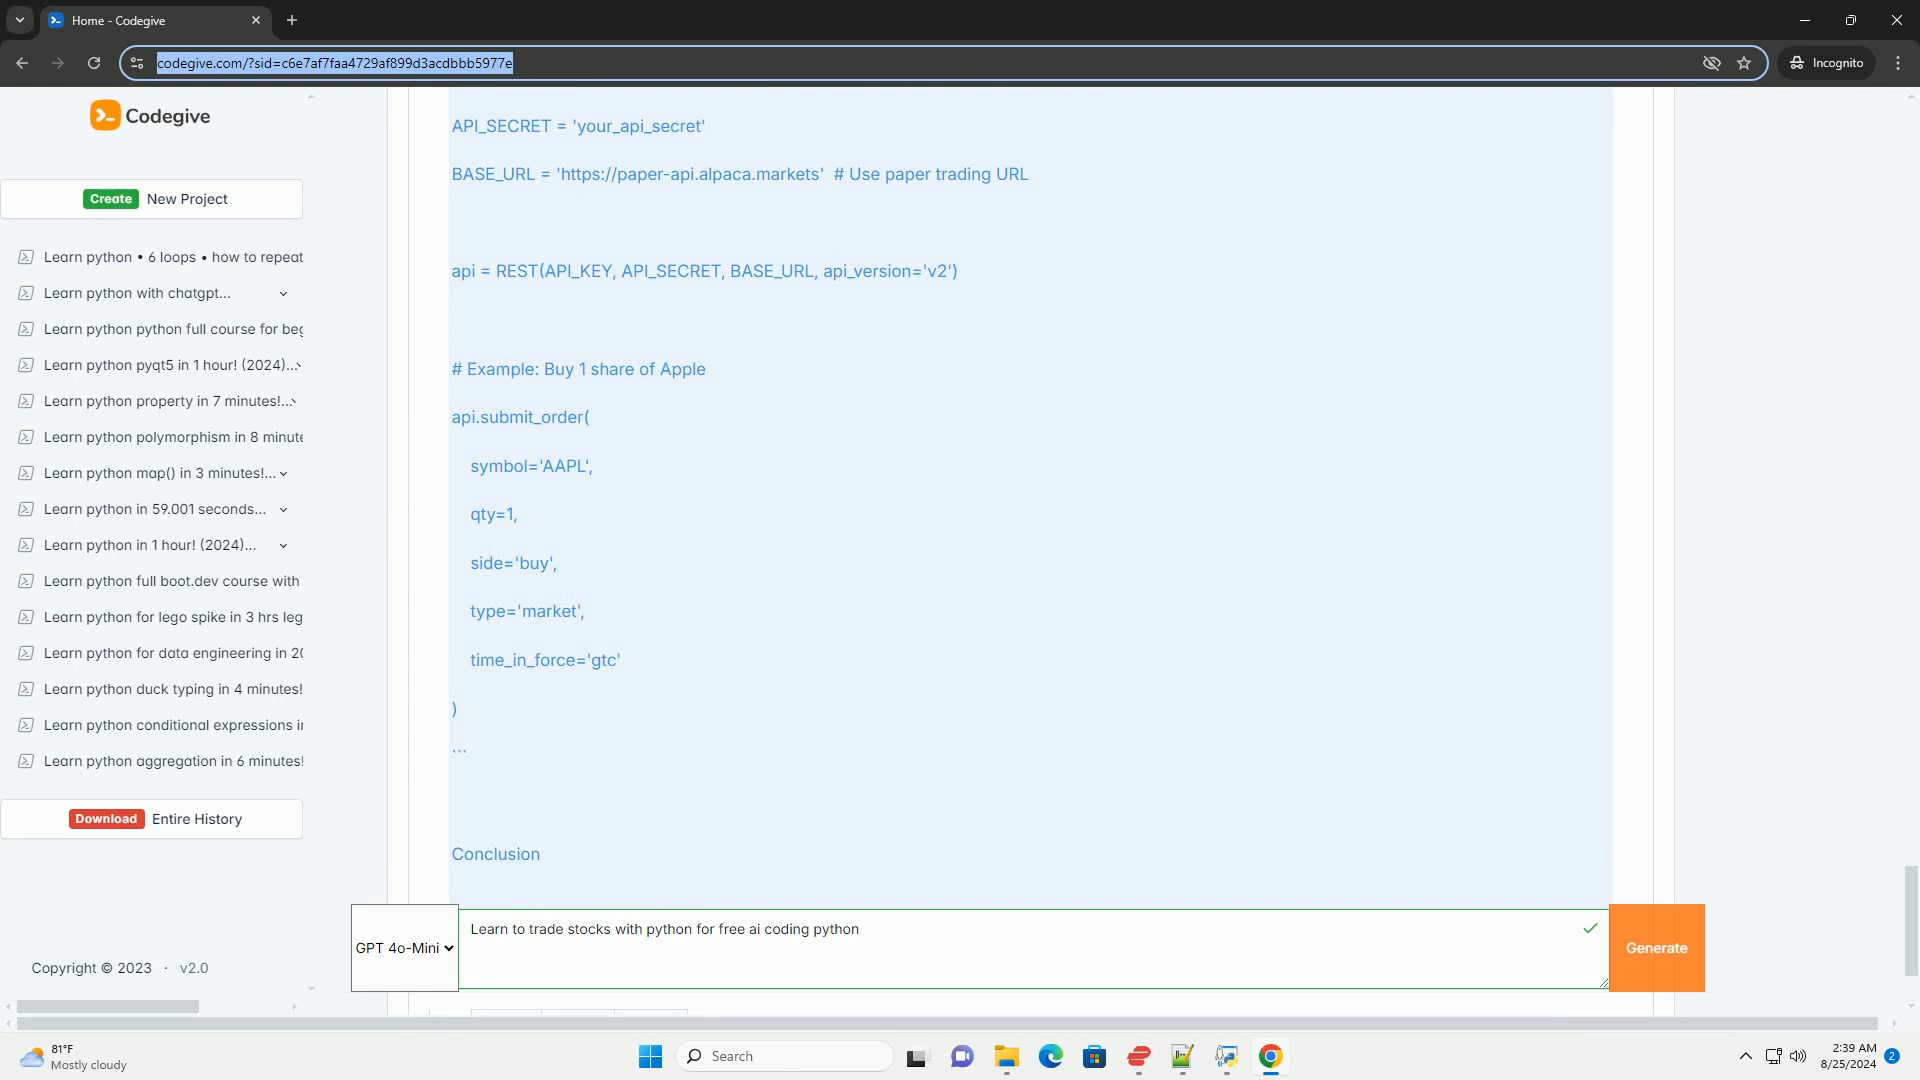 Home - Codegive
codegive.com/?sid=c6e7af7faa4729af899d3acdbbb5977e
Incognito
Codegive
Create New Project
Learn python • 6 loops • how to repeat
Learn python with chatgpt...
Learn python python full course for beg
Learn python pyqt5 in 1 hour! (2024)...
Learn python property in 7 minutes!...
Learn python polymorphism in 8 minute
Learn python map() in 3 minutes!...
Learn python in 59.001 seconds...
Learn python in 1 hour! (2024)...
Learn python full boot.dev course with
Learn python for lego spike in 3 hrs leg
Learn python for data engineering in 20
Learn python duck typing in 4 minutes!
Learn python conditional expressions in
Learn python aggregation in 6 minutes!
Download Entire History
Copyright © 2023 · v2.0
API_SECRET = 'your_api_secret'
BASE_URL = 'https://paper-api.alpaca.markets'  # Use paper trading URL
api = REST(API_KEY, API_SECRET, BASE_URL, api_version='v2')
# Example: Buy 1 share of Apple
api.submit_order(
symbol='AAPL',
qty=1,
side='buy',
type='market',
time_in_force='gtc'
)
```
Conclusion
GPT 4o-Mini
Learn to trade stocks with python for free ai coding python
Generate
81°F
Mostly cloudy
Search
2:39 AM
8/25/2024
2